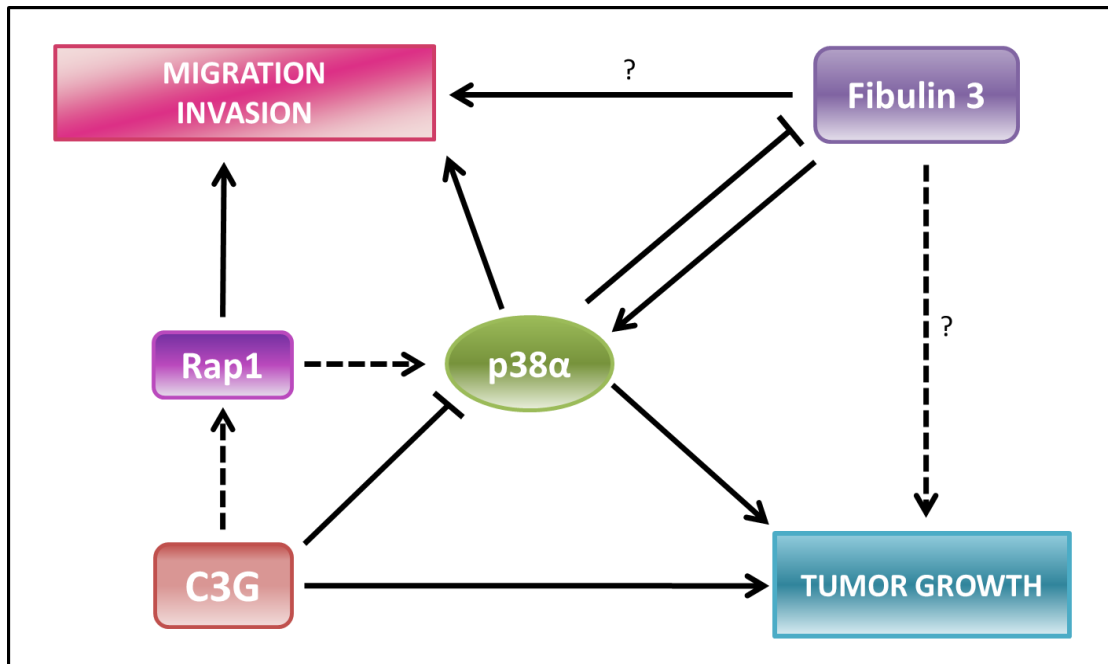 MIGRATION
INVASION
?
Fibulin 3
Rap1
p38α
?
C3G
TUMOR GROWTH